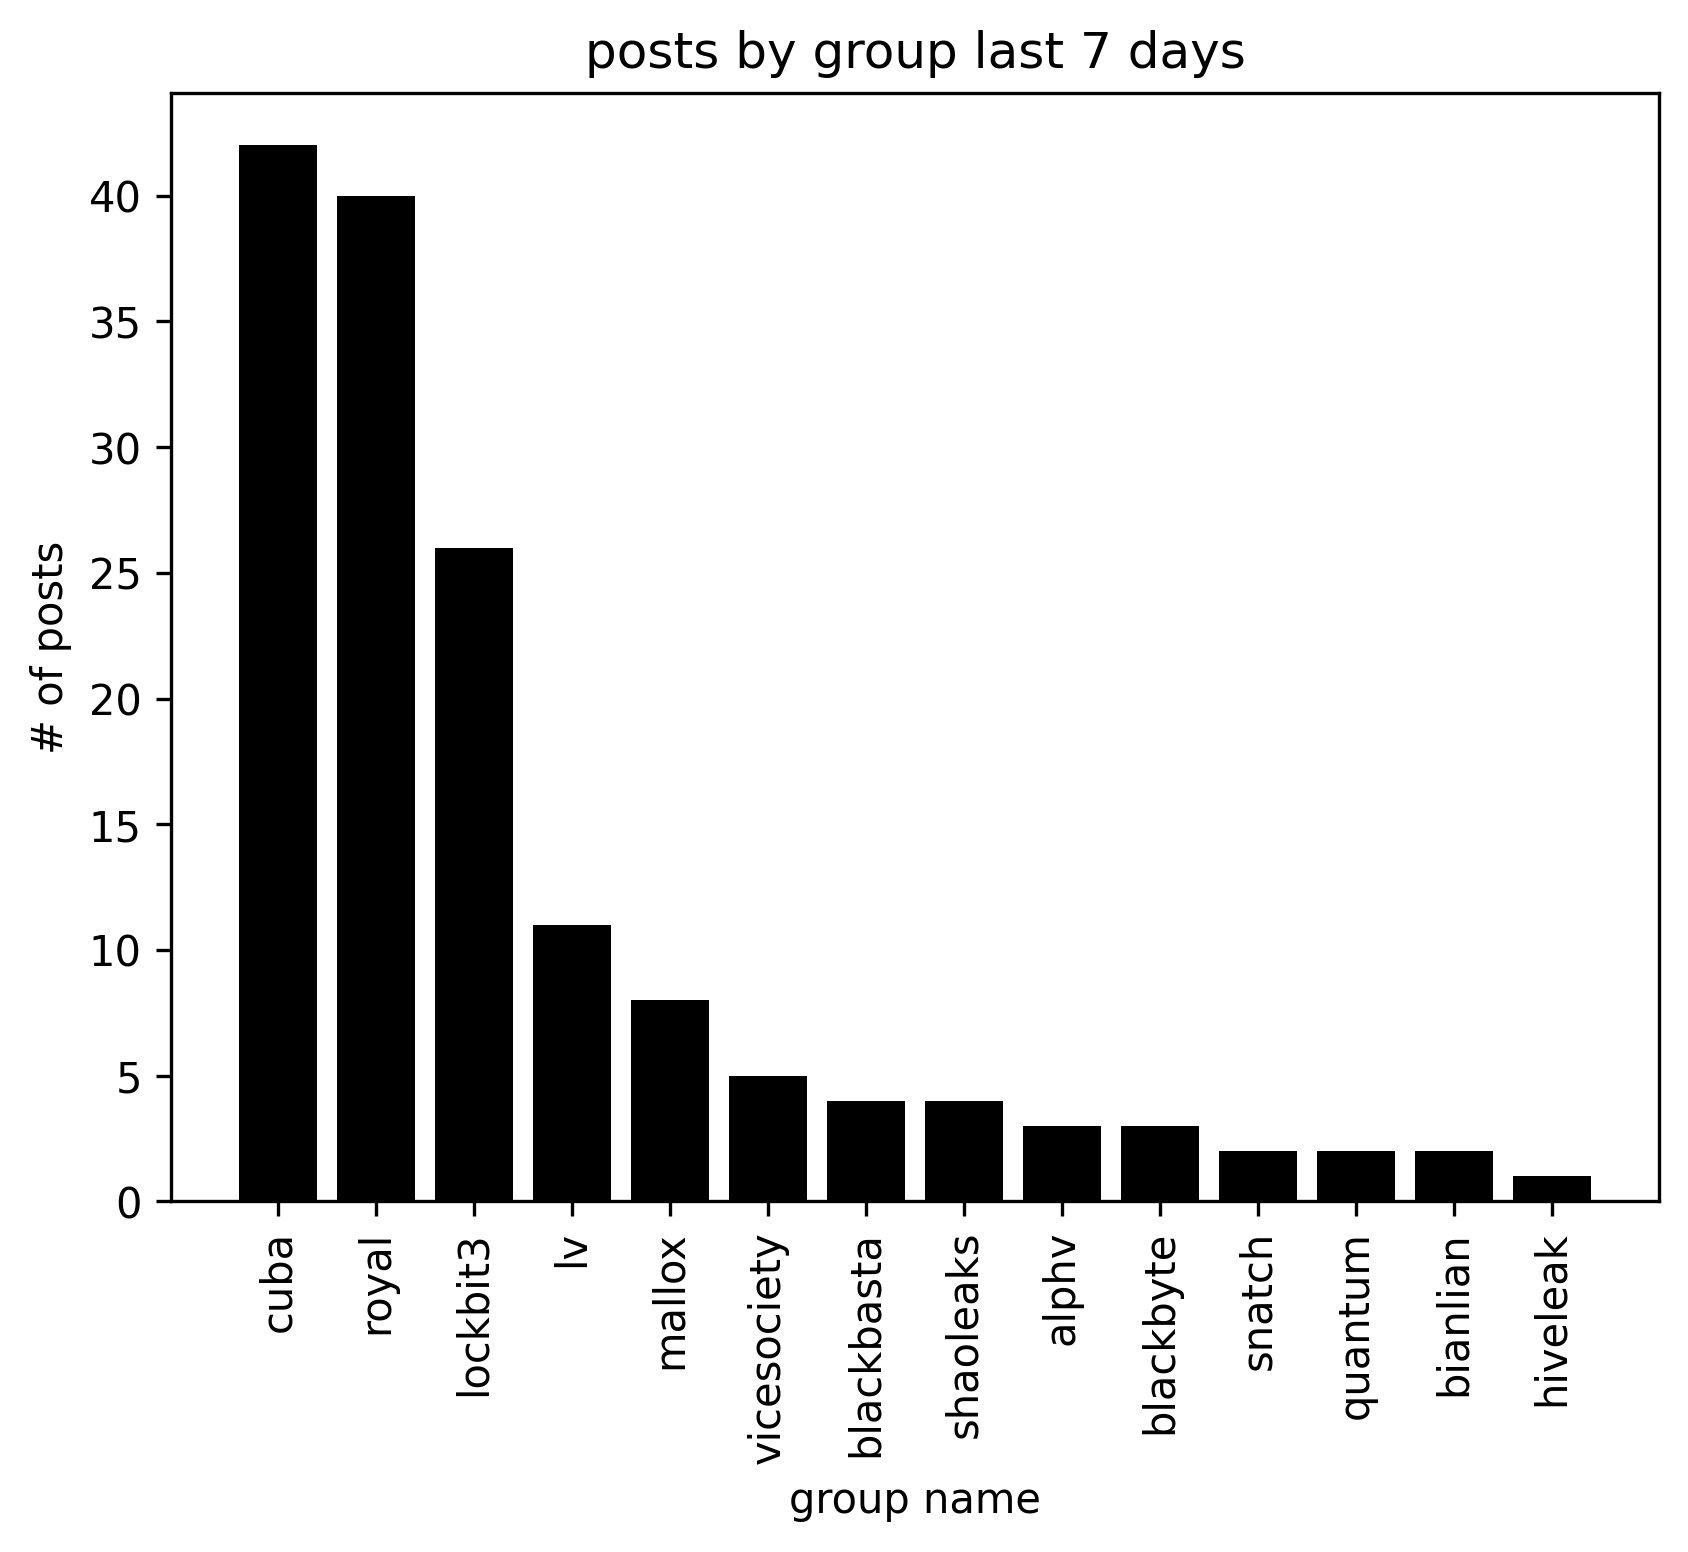 posts by group last 7 days
# of posts
40
35
30
25
20
15
10
5
0
cuba
royal
lockbit3
lv
mallox
vicesociety
blackbasta
shaoleaks
alphv
blackbyte
snatch
quantum
bianlian
hiveleak
group name